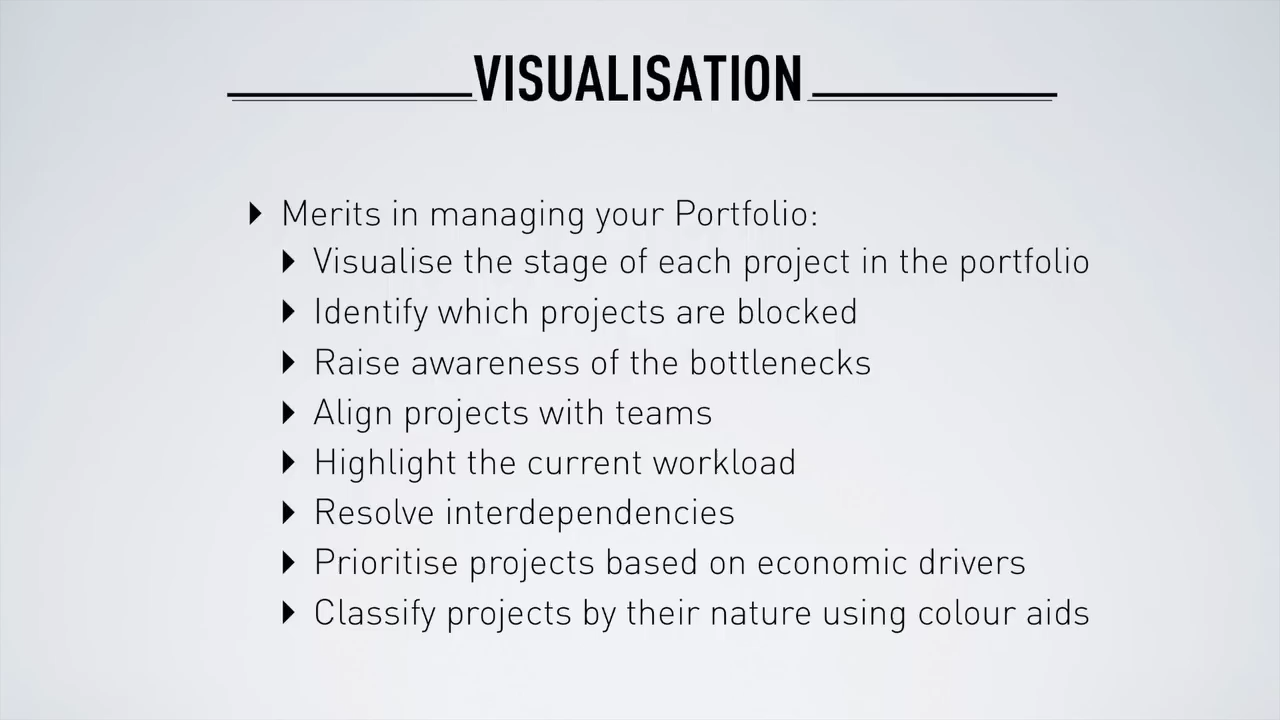 VISUALISATION
Merits in managing your Portfolio:
Visualise the stage of each project in the portfolio
Identify which projects are blocked
Raise awareness of the bottlenecks
Align projects with teams
Highlight the current workload
Resolve interdependencies
Prioritise projects based on economic drivers
Classify projects by their nature using colour aids